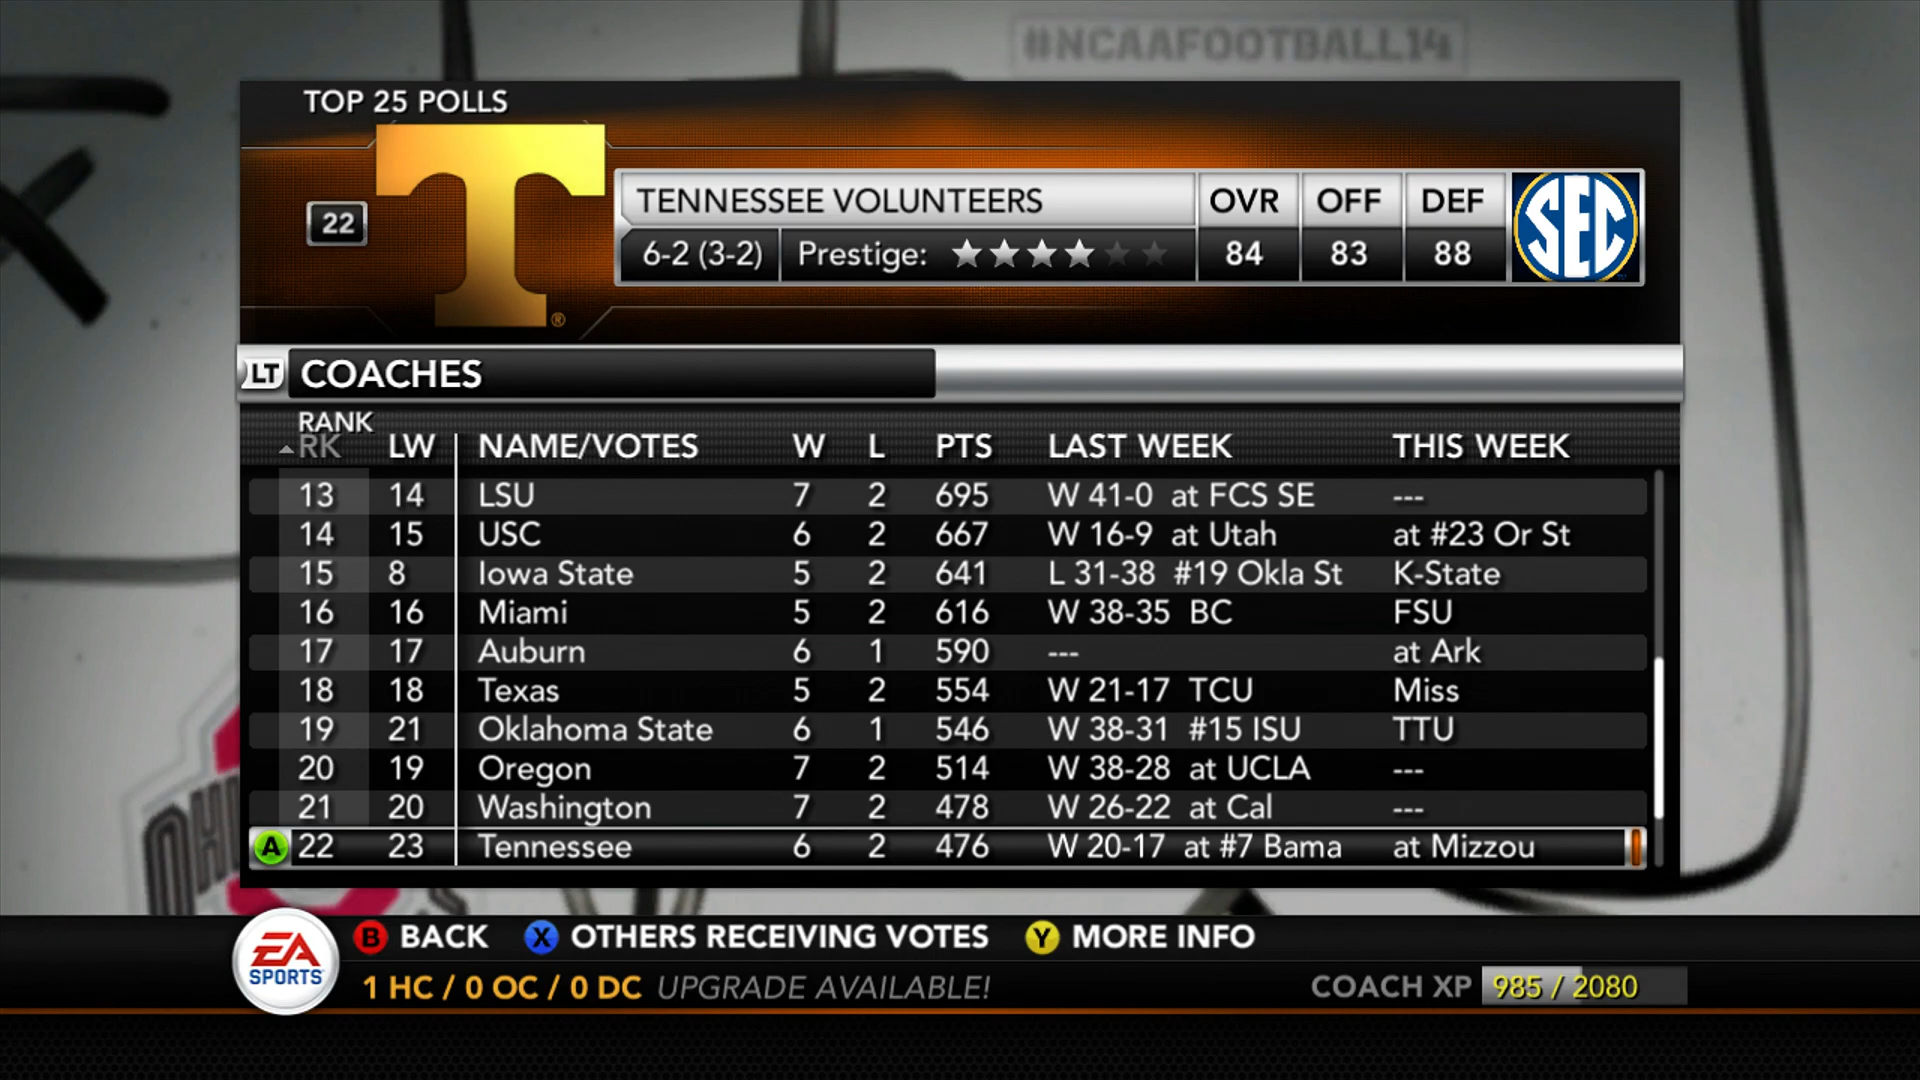 #NCAAFOOTBALL14
TOP 25 POLLS
22
TENNESSEE VOLUNTEERS OVR OFF DEF
6-2 (3-2) Prestige: 84 83 88
SEC
®
LT COACHES
RANK
RK LW NAME/VOTES W L PTS LAST WEEK THIS WEEK
13 14 LSU 7 2 695 W 41-0 at FCS SE ---
14 15 USC 6 2 667 W 16-9 at Utah at #23 Or St
15 8 Iowa State 5 2 641 L 31-38 #19 Okla St K-State
16 16 Miami 5 2 616 W 38-35 BC FSU
17 17 Auburn 6 1 590 --- at Ark
18 18 Texas 5 2 554 W 21-17 TCU Miss
19 21 Oklahoma State 6 1 546 W 38-31 #15 ISU TTU
20 19 Oregon 7 2 514 W 38-28 at UCLA ---
21 20 Washington 7 2 478 W 26-22 at Cal ---
A 22 23 Tennessee 6 2 476 W 20-17 at #7 Bama at Mizzou
EA SPORTS
B BACK X OTHERS RECEIVING VOTES Y MORE INFO
1 HC / 0 OC / 0 DC UPGRADE AVAILABLE! COACH XP 985 / 2080